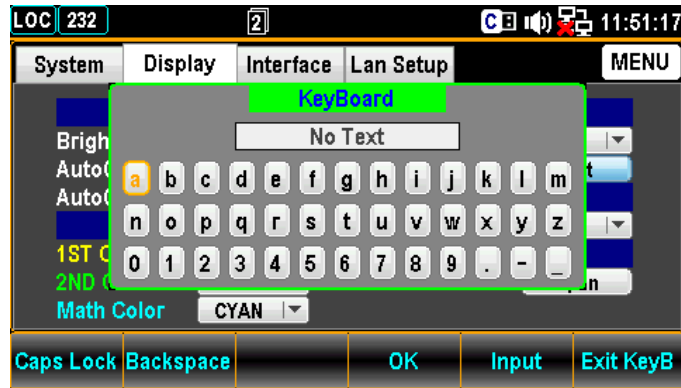 LOC 232 2 C 11:51:17
System Display Interface Lan Setup MENU
KeyBoard
No Text
Brigh
a b c d e f g h i j k l m
Auto
t
Auto
n o p q r s t u v w x y z
1ST
0 1 2 3 4 5 6 7 8 9 . - _
2ND
Math Color CYAN
Caps Lock Backspace OK Input Exit KeyB